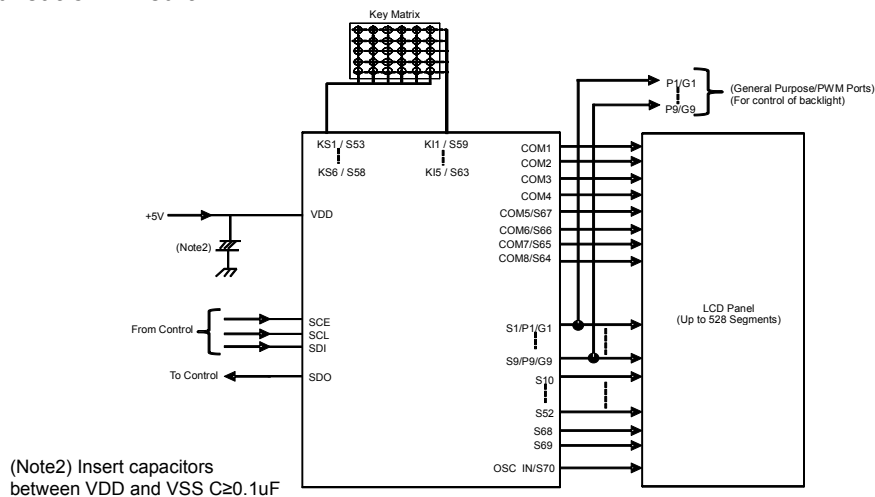 Key Matrix
P1/G1
P9/G9
(General Purpose/PWM Ports)
(For control of backlight)
KS1 / S53
KS6 / S58
KI1 / S59
KI5 / S63
COM1
COM2
COM3
COM4
COM5/S67
COM6/S66
COM7/S65
COM8/S64
+5V
VDD
(Note2)
LCD Panel
(Up to 528 Segments)
From Control
SCE
SCL
SDI
To Control
SDO
S1/P1/G1
S9/P9/G9
S10
S52
S68
S69
OSC IN/S70
(Note2) Insert capacitors
between VDD and VSS C≥0.1uF